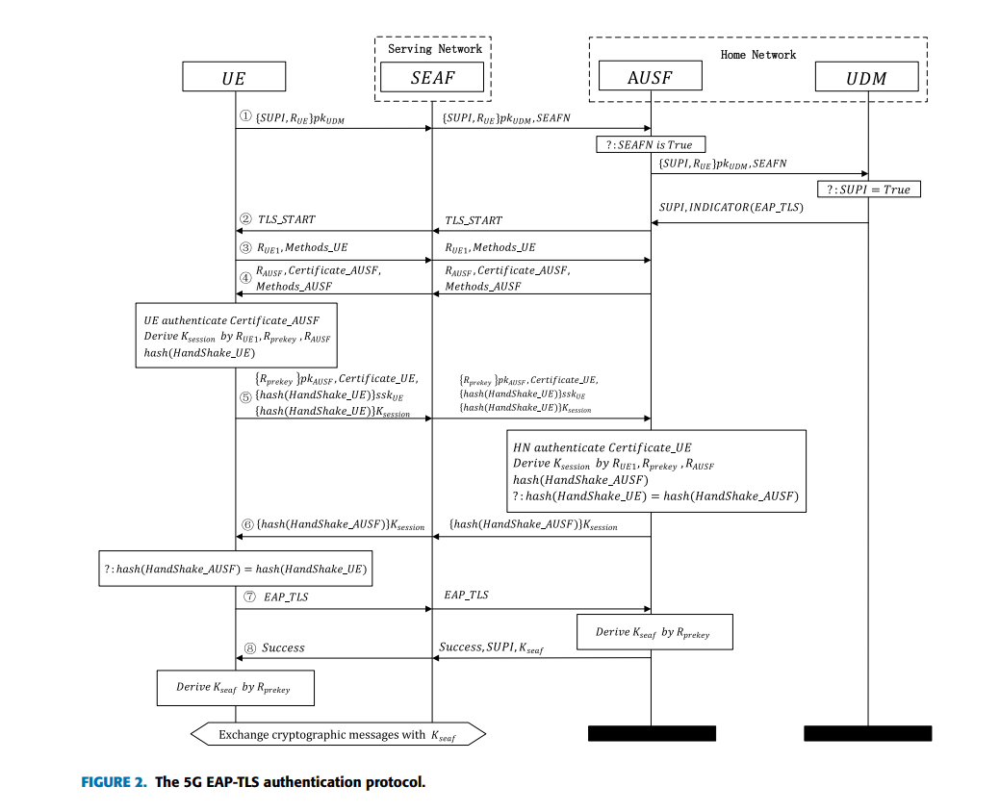 Serving Network
Home Network
UE
SEAF
AUSF
UDM
① {SUPI, R_UE}pk_UDM
{SUPI, R_UE}pk_UDM, SEAFN
?:SEAFN is True
{SUPI, R_UE}pk_UDM, SEAFN
?:SUPI = True
SUPI, INDICATOR(EAP_TLS)
② TLS_START
TLS_START
③ R_UE1, Methods_UE
R_UE1, Methods_UE
④ R_AUSF, Certificate_AUSF,
Methods_AUSF
R_AUSF, Certificate_AUSF,
Methods_AUSF
UE authenticate Certificate_AUSF
Derive K_session by R_UE1, R_prekey, R_AUSF
hash(HandShake_UE)
⑤ {R_prekey}pk_AUSF, Certificate_UE,
{hash(HandShake_UE)}ssk_UE
{hash(HandShake_UE)}K_session
{R_prekey}pk_AUSF, Certificate_UE,
{hash(HandShake_UE)}ssk_UE
{hash(HandShake_UE)}K_session
HN authenticate Certificate_UE
Derive K_session by R_UE1, R_prekey, R_AUSF
hash(HandShake_AUSF)
?:hash(HandShake_UE) = hash(HandShake_AUSF)
⑥ {hash(HandShake_AUSF)}K_session
{hash(HandShake_AUSF)}K_session
?:hash(HandShake_AUSF) = hash(HandShake_UE)
⑦ EAP_TLS
EAP_TLS
Derive K_seaf by R_prekey
⑧ Success
Success, SUPI, K_seaf
Derive K_seaf by R_prekey
Exchange cryptographic messages with K_seaf
FIGURE 2. The 5G EAP-TLS authentication protocol.